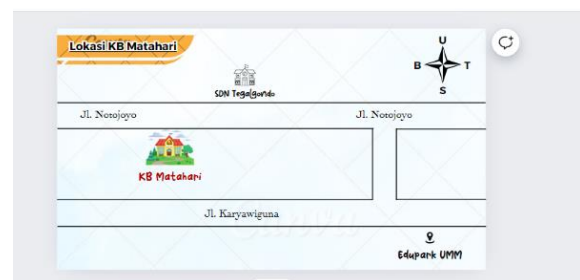 Lokasi KB Matahari
U
B
T
S
SDN Tegalgondo
Jl. Notojoyo
Jl. Notojoyo
KB Matahari
Jl. Karyawiguna
Edupark UMM